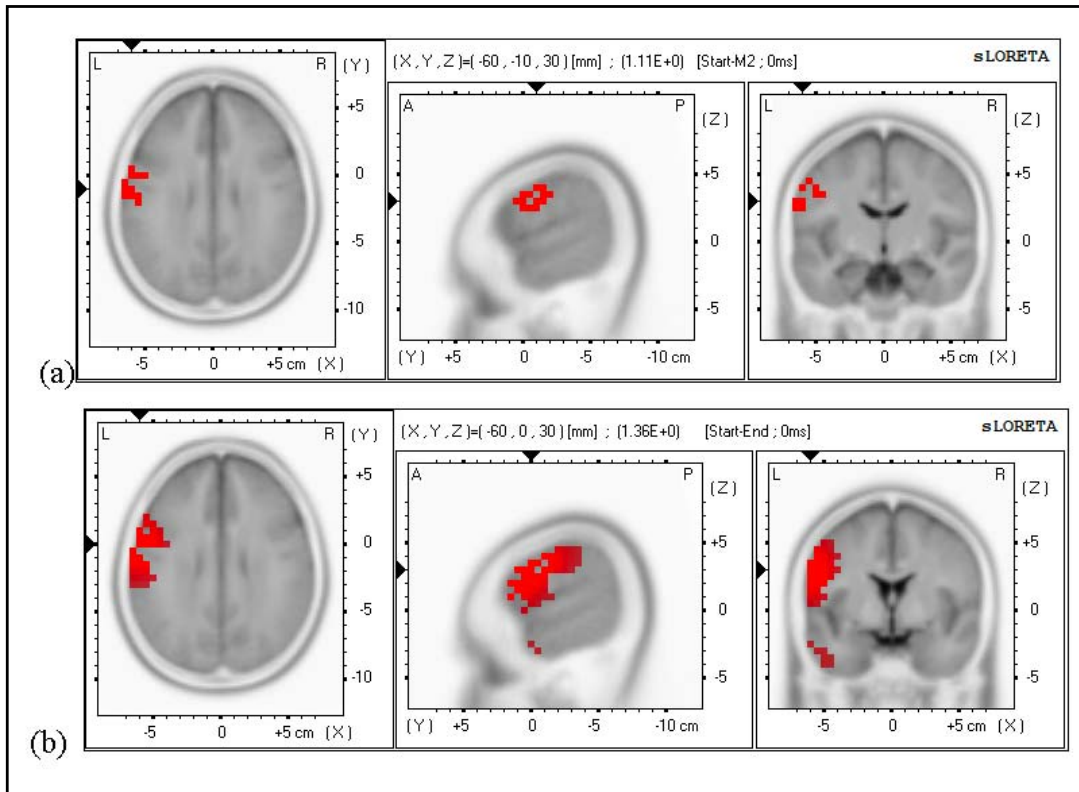 (X,Y,Z)=(-60,-10,30)[mm] ; (1.11E+0) [Start-M2 ; 0ms] sLORETA
L R (Y)
+5
0
-5
-10
-5 0 +5 cm (X)
A P (Z)
+5
0
-5
(Y) +5 0 -5 -10 cm
L R (Z)
+5
0
-5
-5 0 +5 cm (X)
(a)
(X,Y,Z)=(-60,0,30)[mm] ; (1.36E+0) [Start-End ; 0ms] sLORETA
L R (Y)
+5
0
-5
-10
-5 0 +5 cm (X)
A P (Z)
+5
0
-5
(Y) +5 0 -5 -10 cm
L R (Z)
+5
0
-5
-5 0 +5 cm (X)
(b)